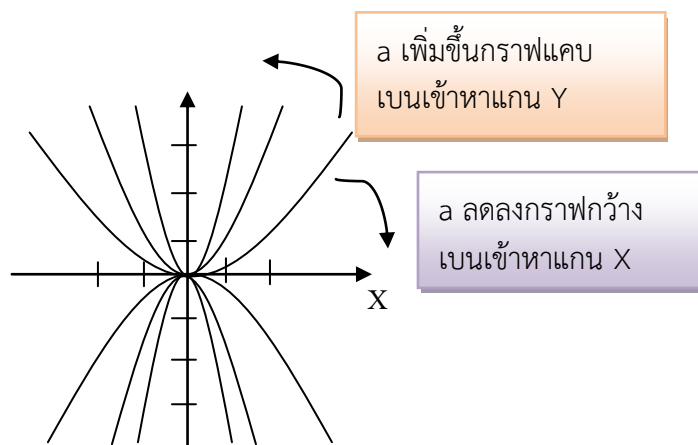 a เพิ่มขึ้นกราฟแคบ
เบนเข้าหาแกน Y
a ลดลงกราฟกว้าง
เบนเข้าหาแกน X
X